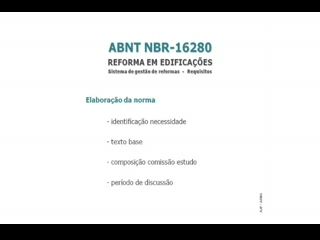 ABNT NBR-16280
REFORMA EM EDIFICAÇÕES
Sistema de gestão de reformas - Requisitos
Elaboração da norma
- identificação necessidade
- texto base
- composição comissão estudo
- período de discussão